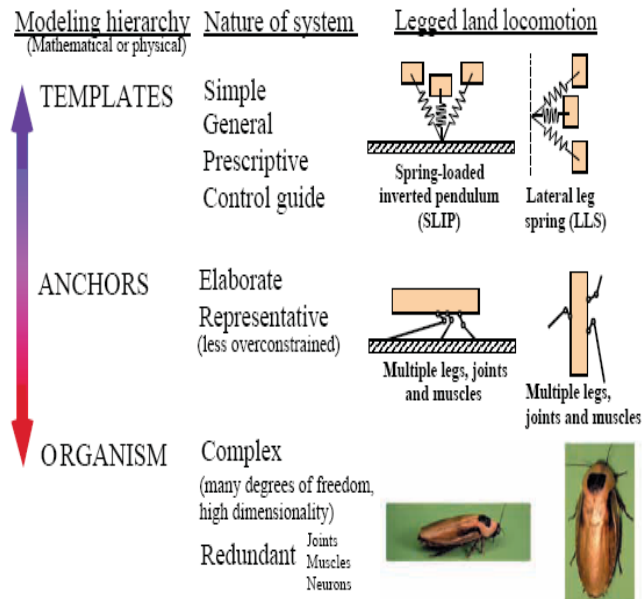 Modeling hierarchy
(Mathematical or physical)
Nature of system
Legged land locomotion
TEMPLATES
Simple
General
Prescriptive
Control guide
Spring-loaded
inverted pendulum
(SLIP)
Lateral leg
spring (LLS)
ANCHORS
Elaborate
Representative
(less overconstrained)
Multiple legs, joints
and muscles
Multiple legs,
joints and muscles
ORGANISM
Complex
(many degrees of freedom,
high dimensionality)
Redundant
Joints
Muscles
Neurons